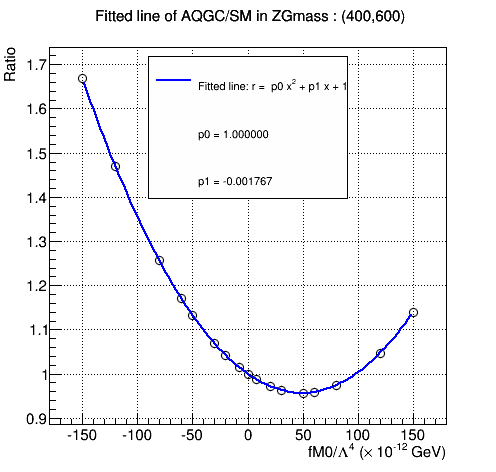 Fitted line of AQGC/SM in ZGmass : (400,600)
Ratio
1.7
1.6
1.5
1.4
1.3
1.2
1.1
1
0.9
Fitted line: r = p0 x² + p1 x + 1
p0 = 1.000000
p1 = -0.001767
-150 -100 -50 0 50 100 150
fM0/Λ⁴ (× 10⁻¹² GeV)